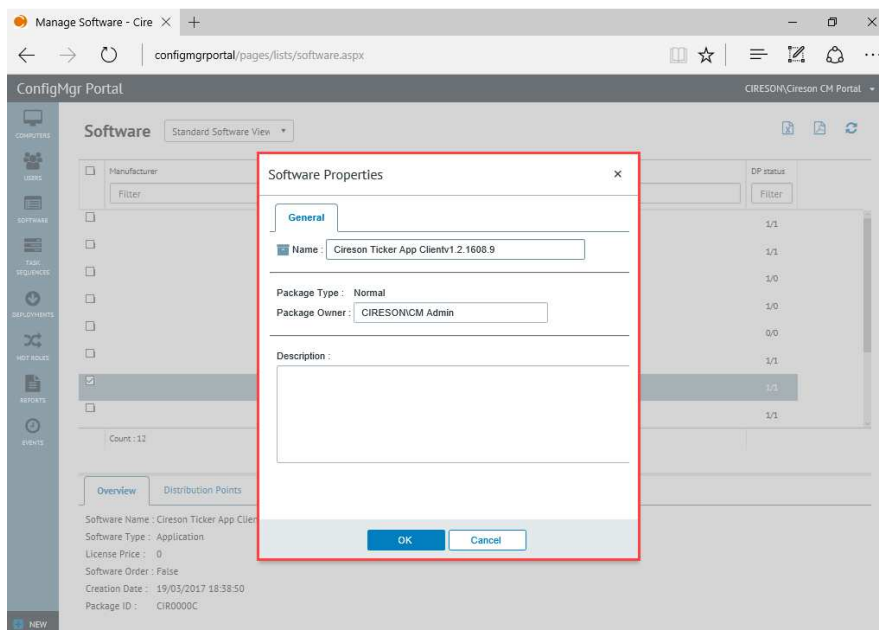 Manage Software - Cire
configmgrportal/pages/lists/software.aspx
ConfigMgr Portal
CIRESON\Cireson CM Portal
COMPUTERS
USERS
SOFTWARE
TASK
SEQUENCES
DEPLOYMENTS
MDT ROLES
REPORTS
EVENTS
NEW
Software
Standard Software View
Manufacturer
DP status
Filter
Filter
1/1
1/1
1/0
1/0
0/0
1/1
1/1
1/1
Count : 12
Software Properties
General
Name : Cireson Ticker App Clientv1.2.1608.9
Package Type : Normal
Package Owner : CIRESON\CM Admin
Description :
OK
Cancel
Overview
Distribution Points
Software Name : Cireson Ticker App Clien
Software Type : Application
License Price : 0
Software Order : False
Creation Date : 19/03/2017 18:38:50
Package ID : CIR0000C